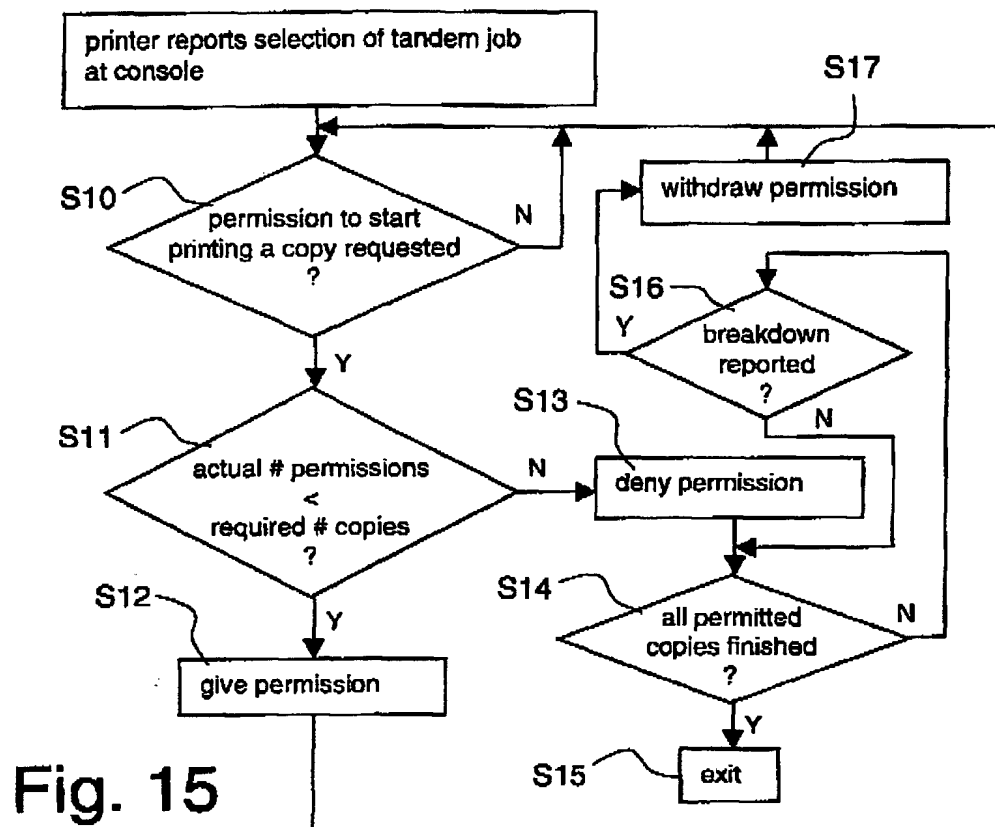 printer reports selection of tandem job
at console
S17
S10
permission to start
printing a copy requested
?
N
withdraw permission
Y
S16
breakdown
reported
?
Y
N
S11
actual # permissions
<
required # copies
?
N
S13
deny permission
Y
S12
give permission
S14
all permitted
copies finished
?
N
Y
S15
exit
Fig. 15